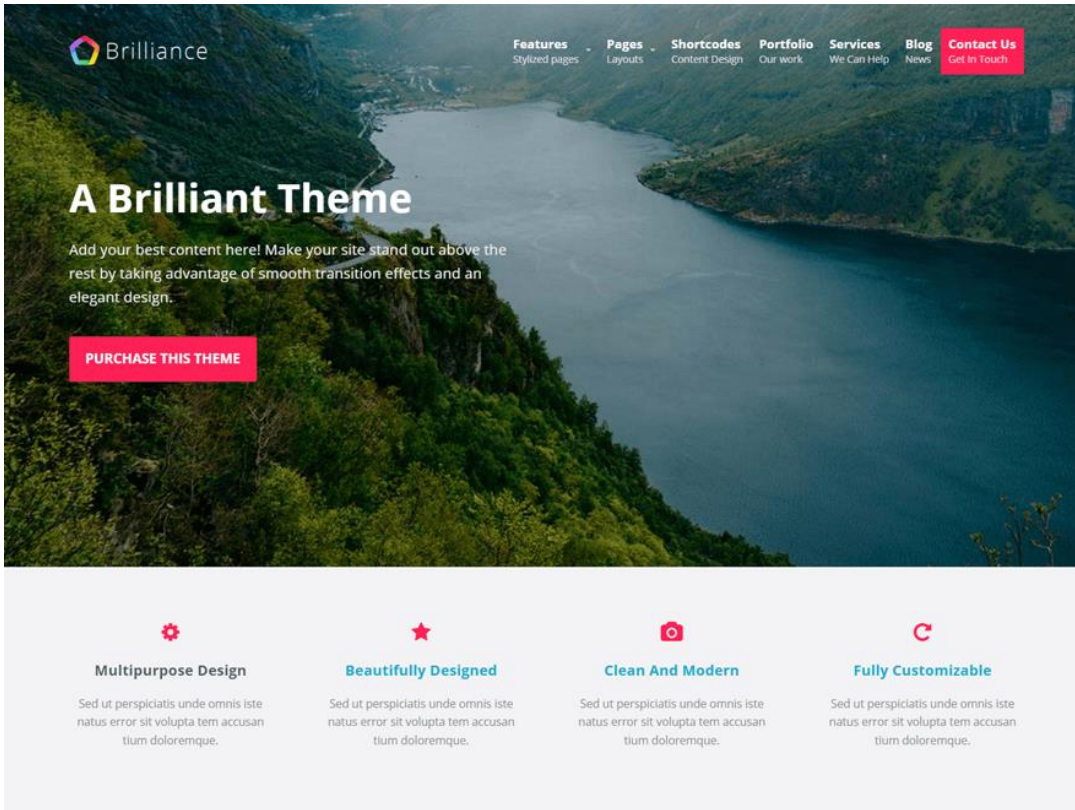 Brilliance
Features Pages Shortcodes Portfolio Services Blog Contact Us
Stylized pages Layouts Content Design Our work We Can Help News Get In Touch
A Brilliant Theme
Add your best content here! Make your site stand out above the
rest by taking advantage of smooth transition effects and an
elegant design.
PURCHASE THIS THEME
Multipurpose Design
Sed ut perspiciatis unde omnis iste
natus error sit volupta tem accusan
tium doloremque.
Beautifully Designed
Sed ut perspiciatis unde omnis iste
natus error sit volupta tem accusan
tium doloremque.
Clean And Modern
Sed ut perspiciatis unde omnis iste
natus error sit volupta tem accusan
tium doloremque.
Fully Customizable
Sed ut perspiciatis unde omnis iste
natus error sit volupta tem accusan
tium doloremque.